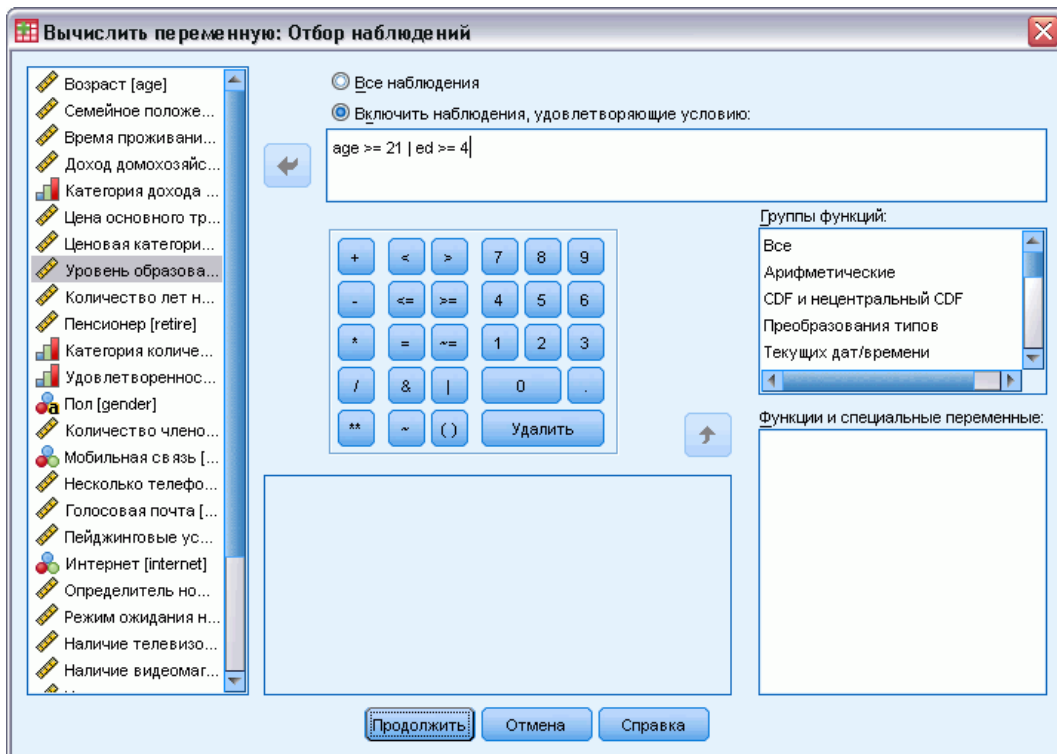 Вычислить переменную: Отбор наблюдений
Возраст [age]
Семейное положе...
Время проживани...
Доход домохозяйс...
Категория дохода ...
Цена основного тр...
Ценовая категори...
Уровень образова...
Количество лет н...
Пенсионер [retire]
Категория количе...
Удовлетвореннос...
Пол [gender]
Количество члено...
Мобильная связь [...
Несколько телефо...
Голосовая почта [...
Пейджинговые ус...
Интернет [internet]
Определитель но...
Режим ожидания н...
Наличие телевизо...
Наличие видеомаг...
Все наблюдения
Включить наблюдения, удовлетворяющие условию:
age >= 21 | ed >= 4
+ < > 7 8 9
- <= >= 4 5 6
* = ~= 1 2 3
/ & | 0 .
** ~ ( ) Удалить
Группы функций:
Все
Арифметические
CDF и нецентральный CDF
Преобразования типов
Текущих дат/времени
Функции и специальные переменные:
Продолжить Отмена Справка